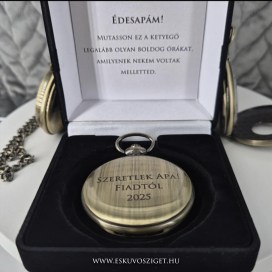 ÉDESAPÁM!
MUTASSON EZ A KETYEGŐ
LEGALÁBB OLYAN BOLDOG ÓRÁKAT,
AMILYENEK NEKEM VOLTAK
MELLETTED.
SZERETLEK APA!
FIADTÓL
2025
WWW.ESKUVOSZIGET.HU